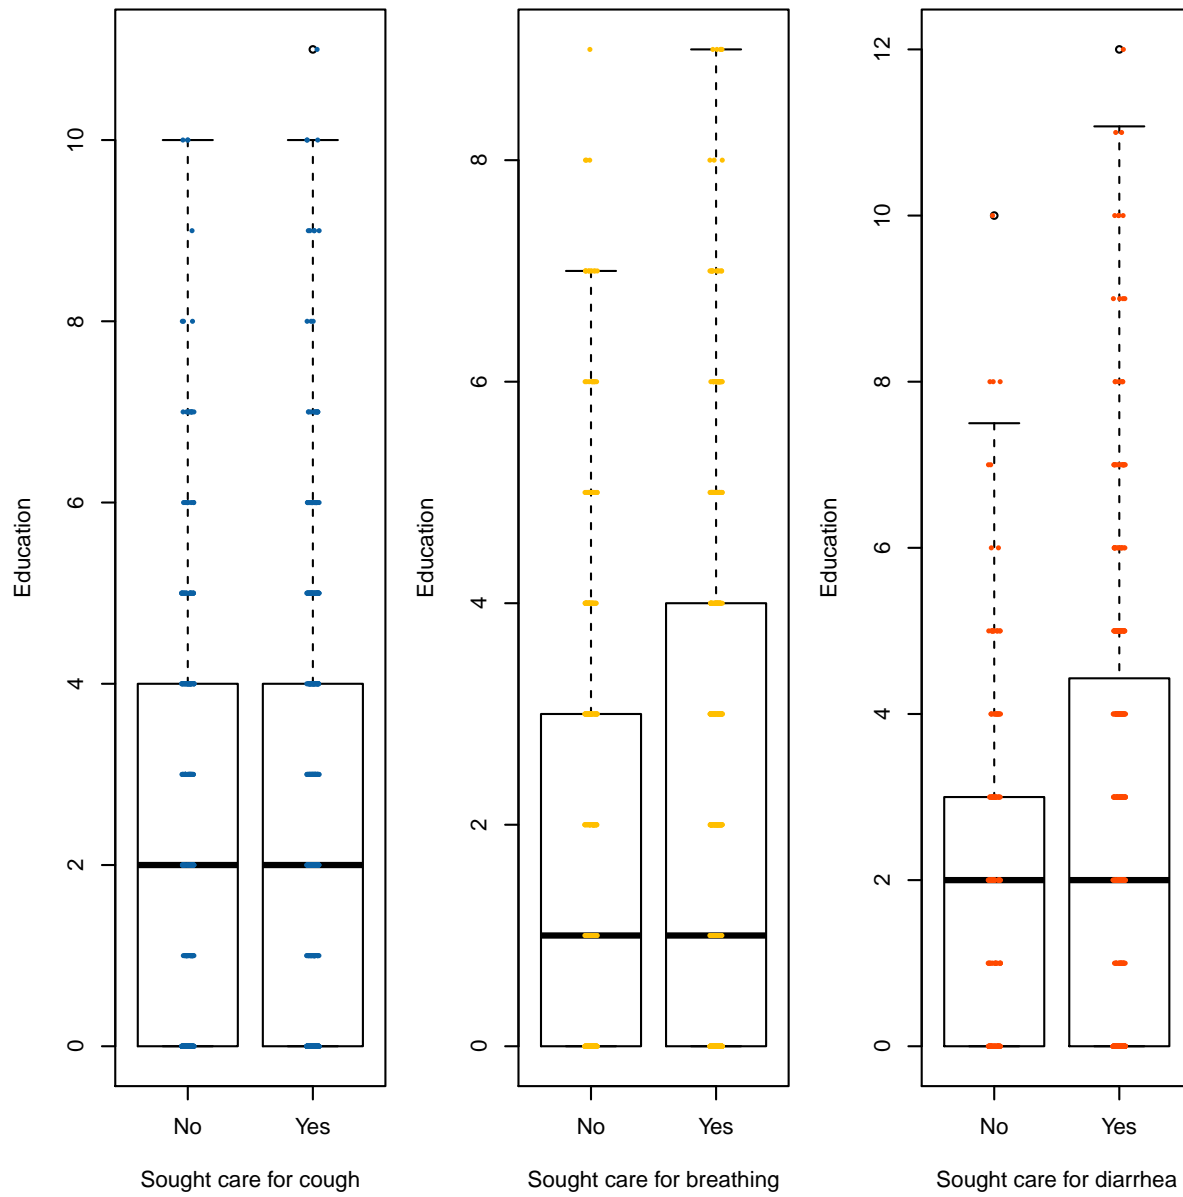 Education
0
2
4
6
8
10
No
Yes
Sought care for cough
Education
0
2
4
6
8
No
Yes
Sought care for breathing
Education
0
2
4
6
8
10
12
No
Yes
Sought care for diarrhea